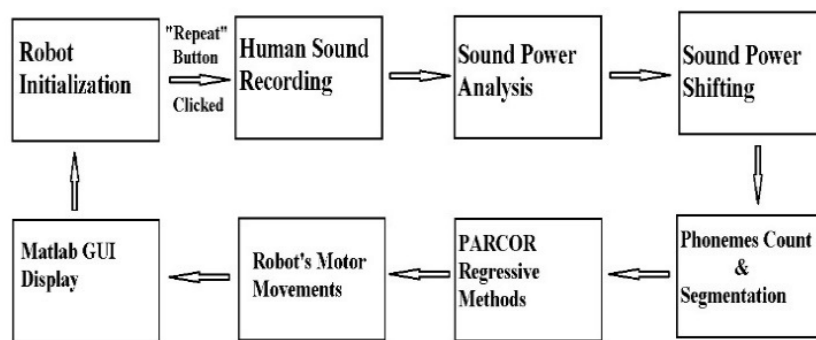 Robot
Initialization
"Repeat"
Button
Clicked
Human Sound
Recording
Sound Power
Analysis
Sound Power
Shifting
Phonemes Count
&
Segmentation
PARCOR
Regressive
Methods
Robot's Motor
Movements
Matlab GUI
Display